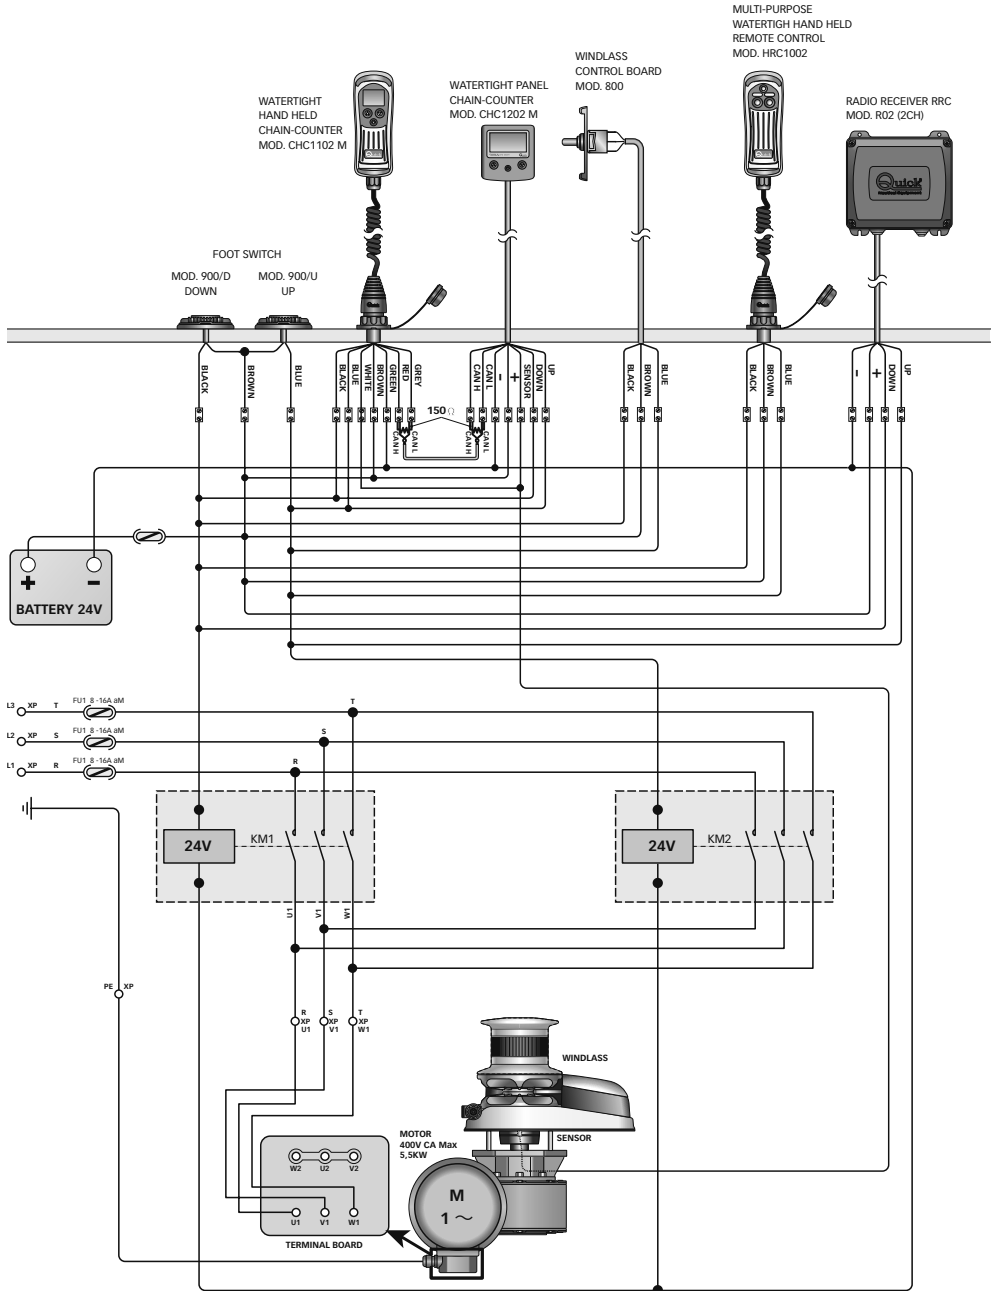 MULTI-PURPOSE
WATERTIGH HAND HELD
REMOTE CONTROL
MOD. HRC1002
WINDLASS
CONTROL BOARD
MOD. 800
WATERTIGHT PANEL
CHAIN-COUNTER
MOD. CHC1202 M
WATERTIGHT
HAND HELD
CHAIN-COUNTER
MOD. CHC1102 M
RADIO RECEIVER RRC
MOD. R02 (2CH)
Quick
Nautical Equipment
FOOT SWITCH
MOD. 900/D
DOWN
MOD. 900/U
UP
Quick
Quick
BLACK
BROWN
BLUE
BLACK
BLUE
WHITE
BROWN
GREEN
RED
GREY
CAN H
CAN L
-
+
SENSOR
DOWN
UP
BLACK
BROWN
BLUE
BLACK
BROWN
BLUE
-
+
DOWN
UP
150 Ω
CAN H
CAN L
CAN H
CAN L
+
-
BATTERY 24V
L3 XP T FU1 8 -16A aM T
L2 XP S FU1 8 -16A aM S
L1 XP R FU1 8 -16A aM R
24V KM1
24V KM2
U1
V1
W1
PE XP
R
XP
U1
S
XP
V1
T
XP
W1
WINDLASS
SENSOR
MOTOR
400V CA Max
5,5KW
W2 U2 V2
U1 V1 W1
TERMINAL BOARD
M
1 ~